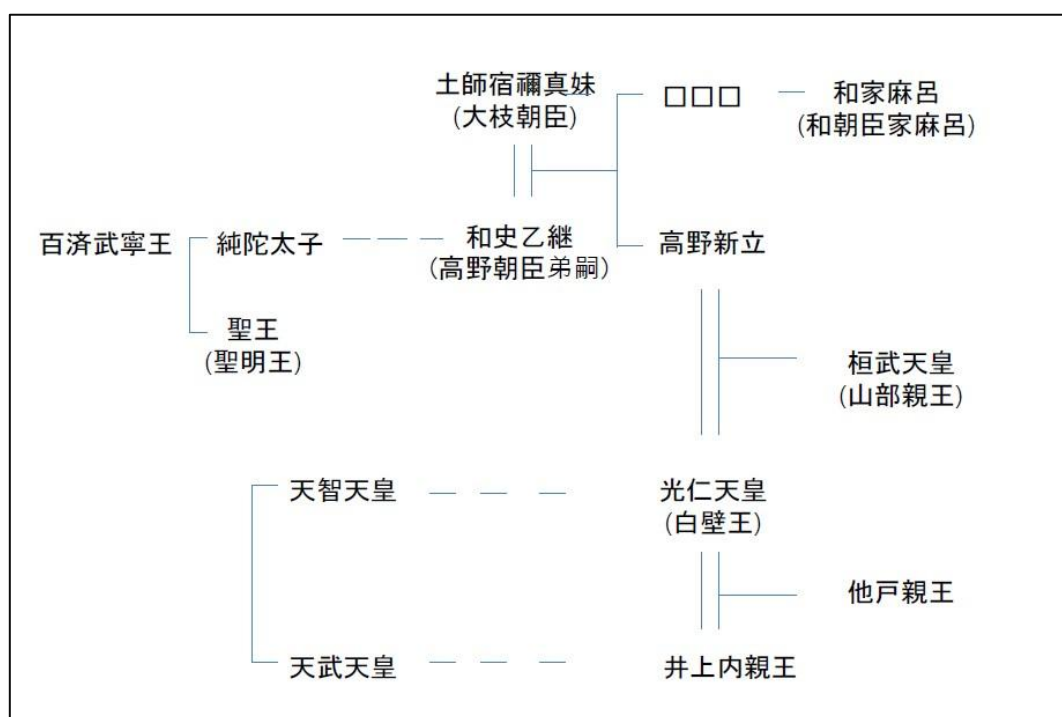 土師宿禰真妹
(大枝朝臣)
□□□
和家麻呂
(和朝臣家麻呂)
百済武寧王
純陀太子
和史乙継
(高野朝臣弟嗣)
高野新立
聖王
(聖明王)
桓武天皇
(山部親王)
天智天皇
光仁天皇
(白壁王)
他戸親王
天武天皇
井上内親王